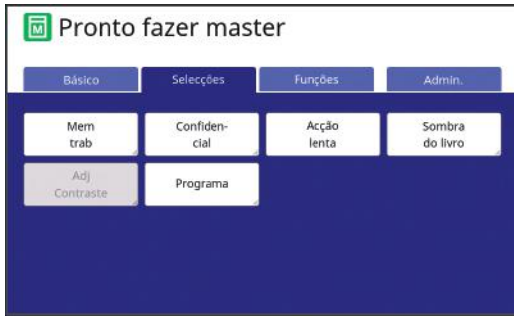 M Pronto fazer master
Básico Selecções Funções Admin.
Mem Confiden- Acção Sombra
trab cial lenta do livro
Adj
Contraste Programa